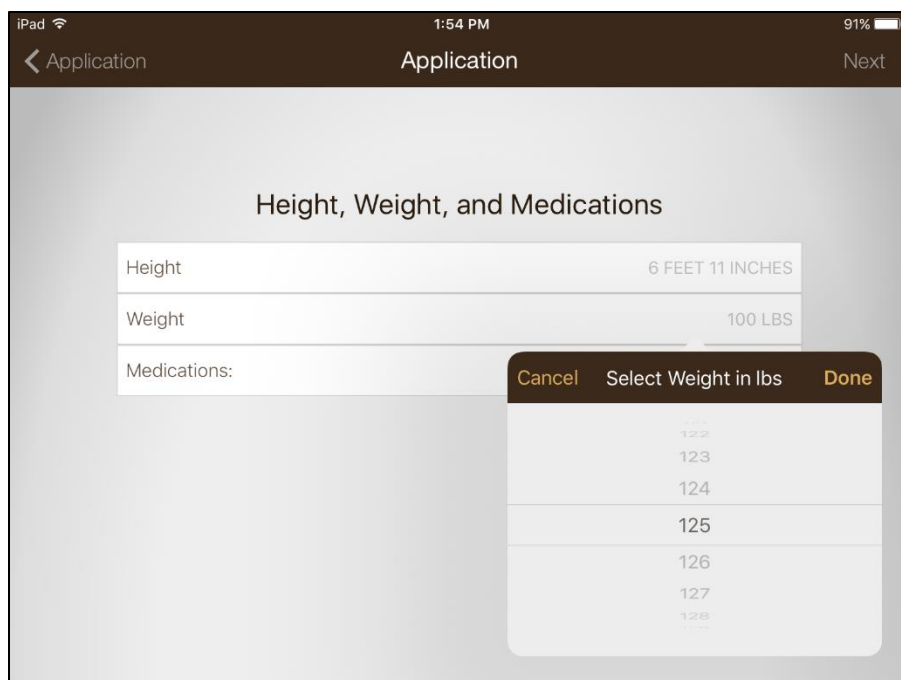 iPad 1:54 PM 91%
Application Application Next
Height, Weight, and Medications
Height 6 FEET 11 INCHES
Weight 100 LBS
Medications:
Cancel Select Weight in lbs Done
122
123
124
125
126
127
128